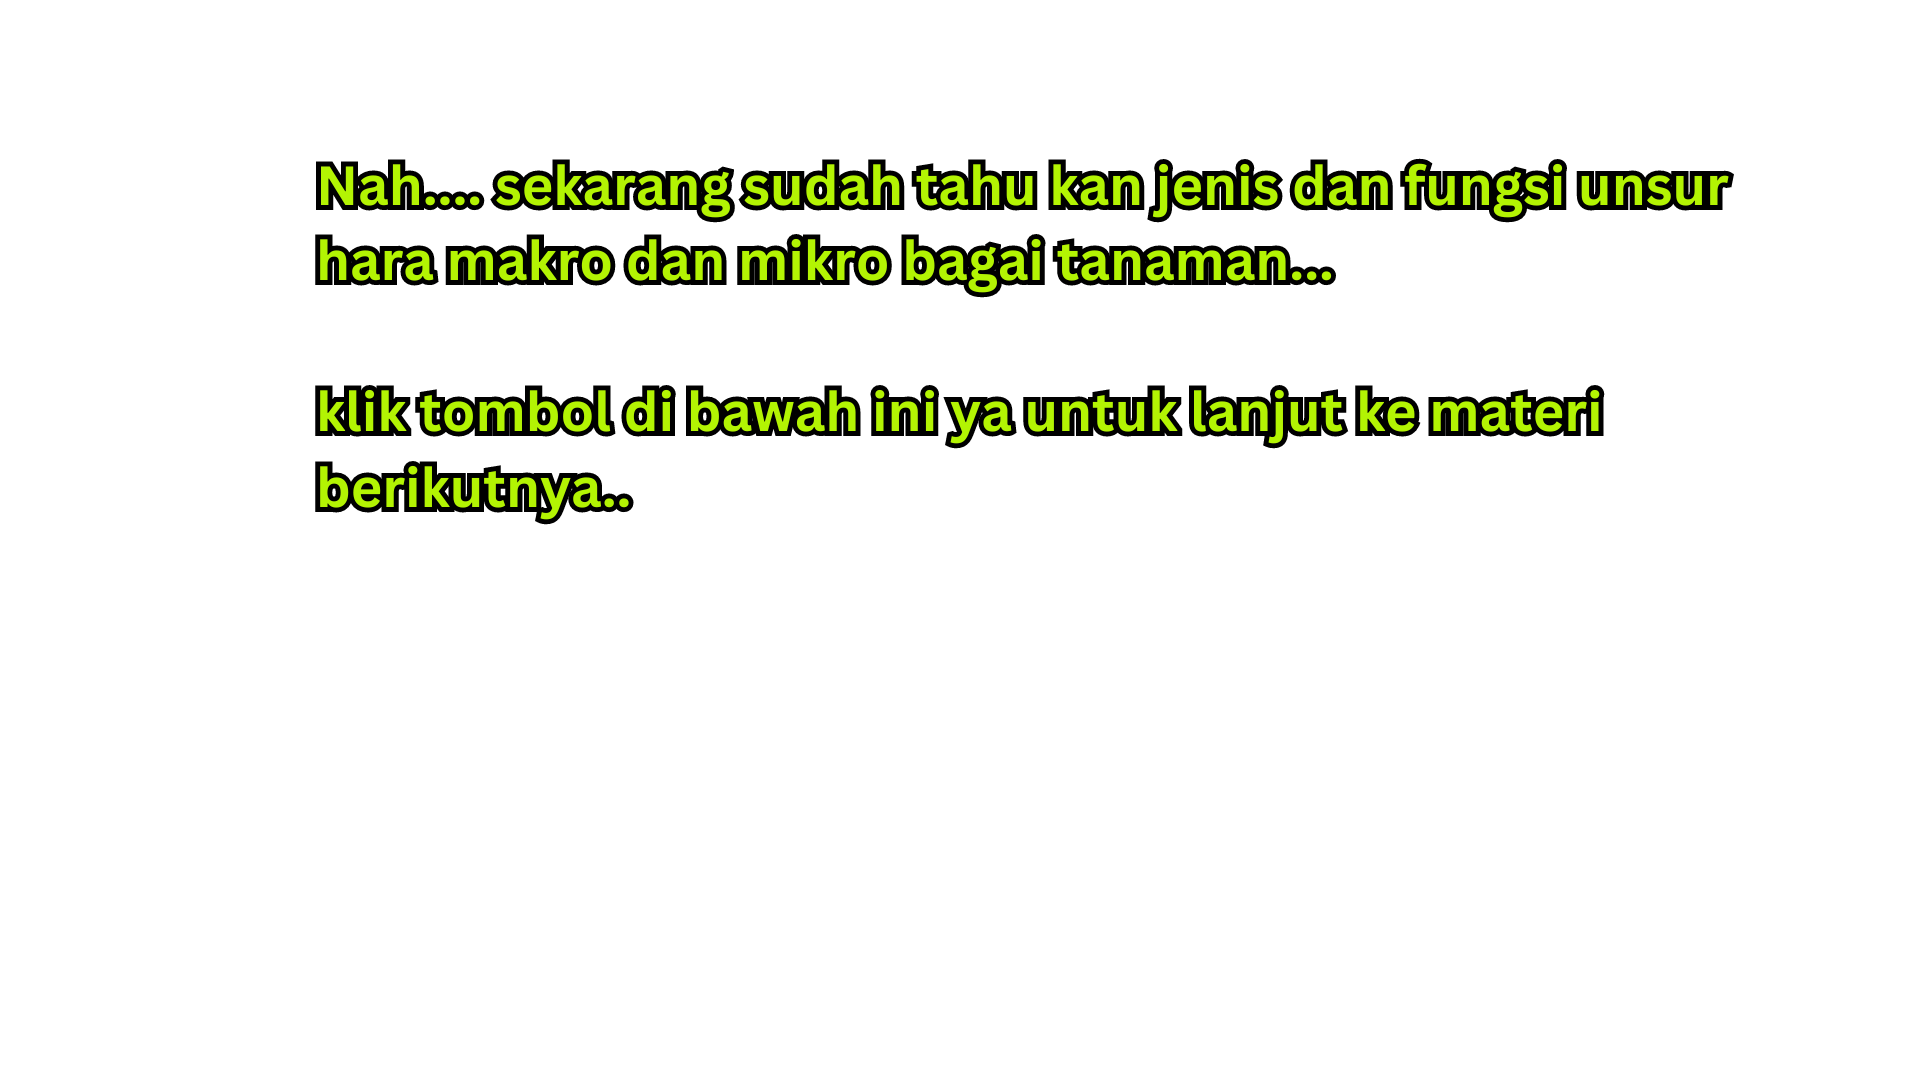 Nah.... sekarang sudah tahu kan jenis dan fungsi unsur
hara makro dan mikro bagai tanaman...
klik tombol di bawah ini ya untuk lanjut ke materi
berikutnya..